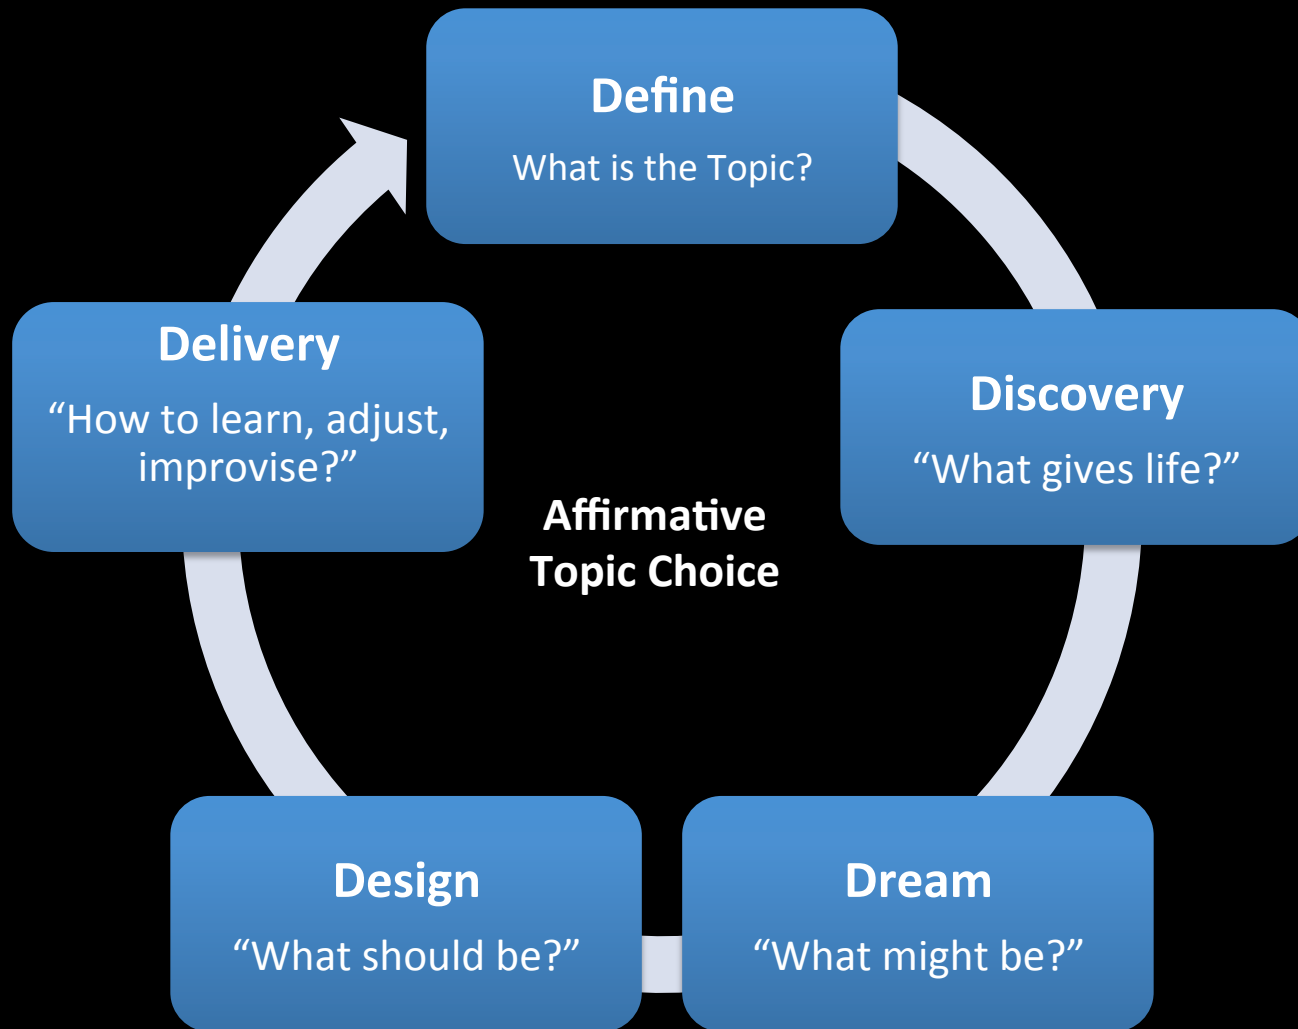 Define
What is the Topic?
Discovery
“What gives life?”
Dream
“What might be?”
Design
“What should be?”
Delivery
“How to learn, adjust,
improvise?”
Affirmative
Topic Choice